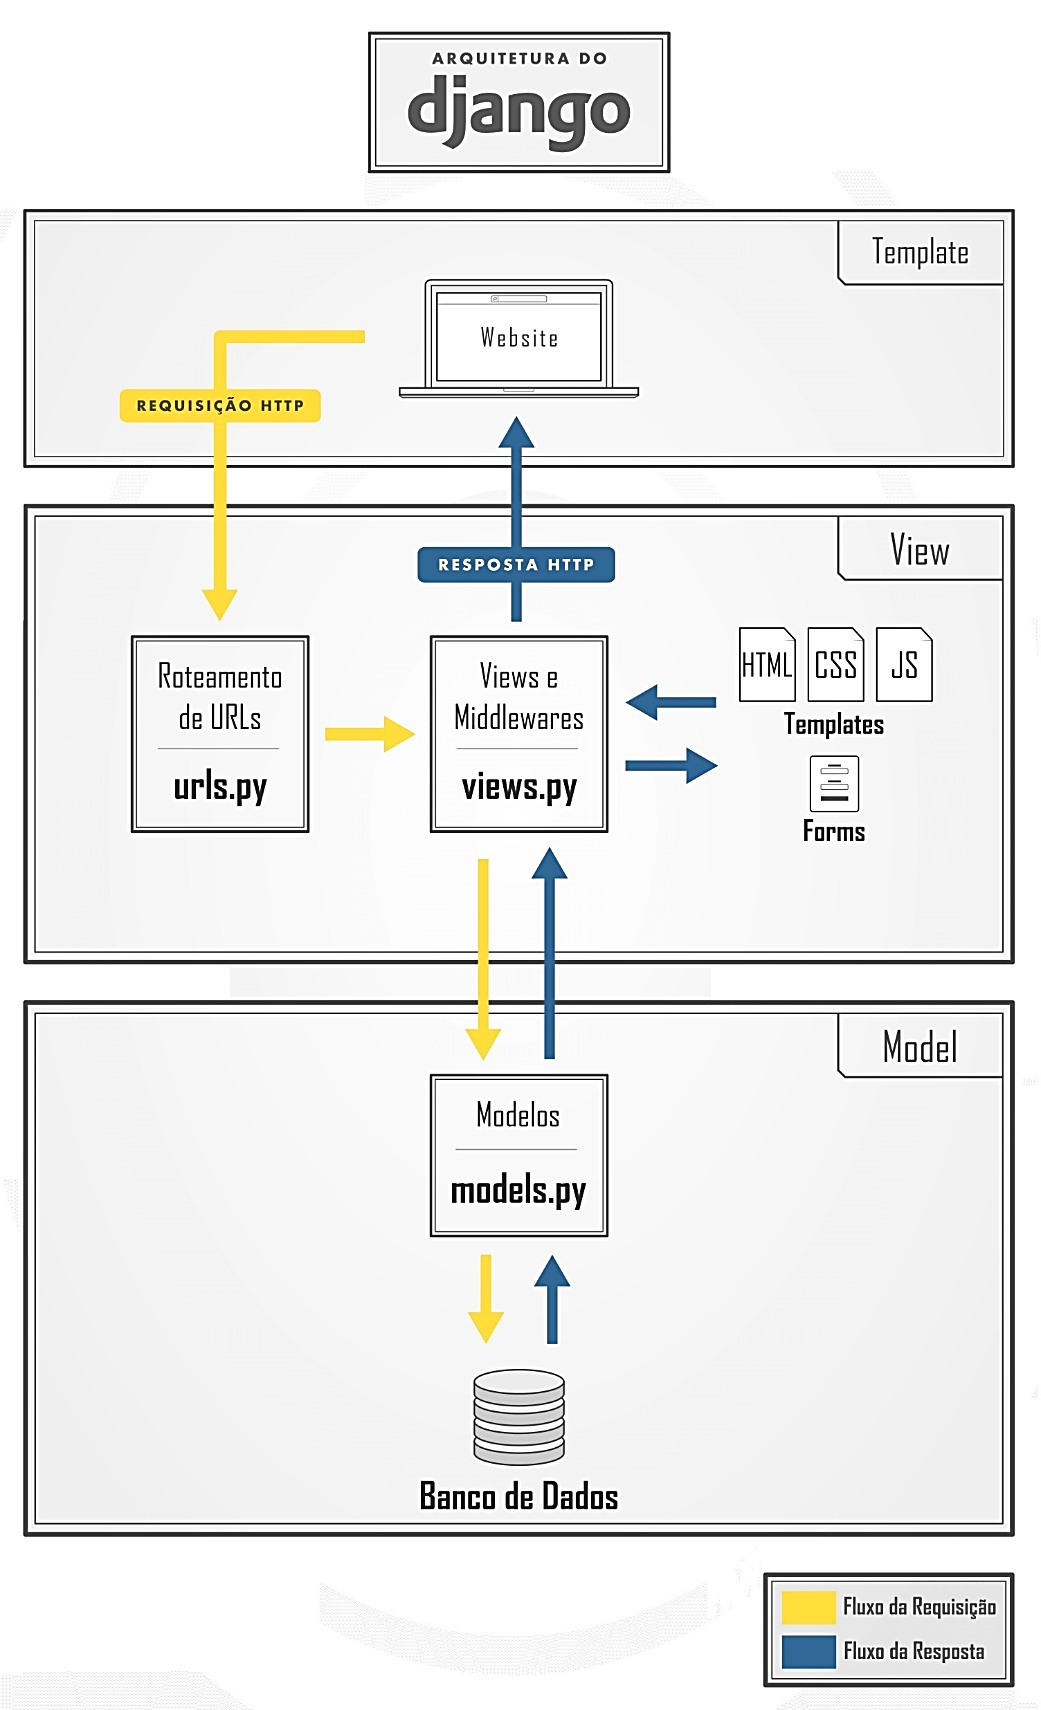 ARQUITETURA DO
django
Template
Website
REQUISIÇÃO HTTP
View
RESPOSTA HTTP
Roteamento
de URLs
urls.py
Views e
Middlewares
views.py
HTML CSS JS
Templates
Forms
Model
Modelos
models.py
Banco de Dados
Fluxo da Requisição
Fluxo da Resposta